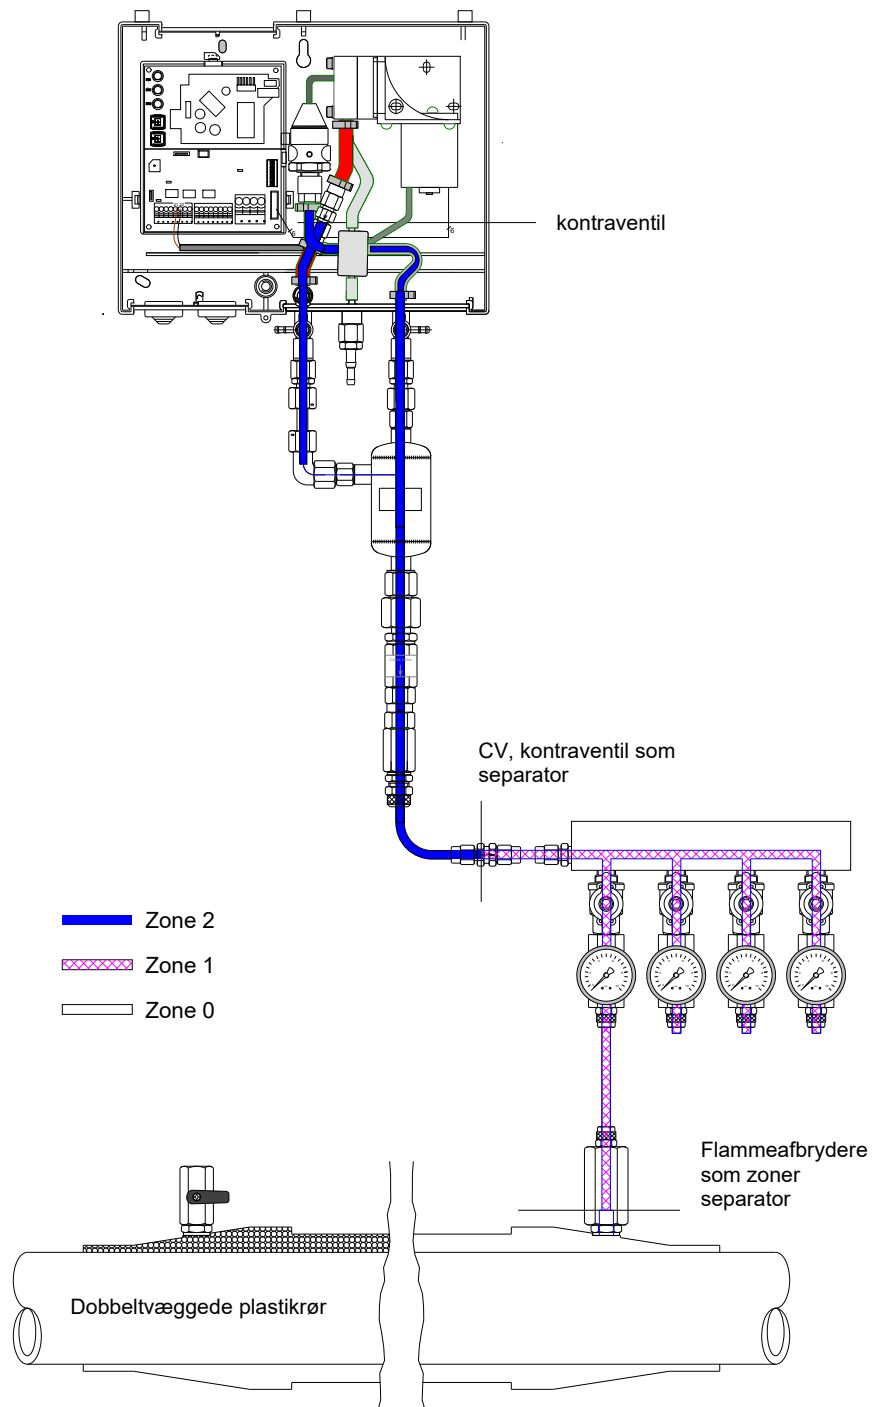 kontraventil
CV, kontraventil som
separator
Zone 2
Zone 1
Zone 0
Flammeafbrydere
som zoner
separator
Dobbeltvæggede plastikrør